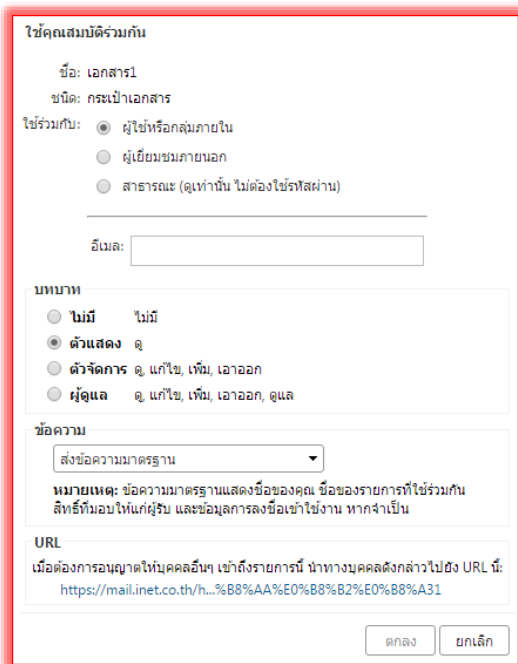 ใช้คุณสมบัติร่วมกัน
ชื่อ: เอกสาร1
ชนิด: กระเป๋าเอกสาร
ใช้ร่วมกับ: ผู้ใช้หรือกลุ่มภายใน
ผู้เยี่ยมชมภายนอก
สาธารณะ (ดูเท่านั้น ไม่ต้องใช้รหัสผ่าน)
อีเมล:
บทบาท
ไม่มี ไม่มี
ตัวแสดง ดู
ตัวจัดการ ดู, แก้ไข, เพิ่ม, เอาออก
ผู้ดูแล ดู, แก้ไข, เพิ่ม, เอาออก, ดูแล
ข้อความ
ส่งข้อความมาตรฐาน
หมายเหตุ: ข้อความมาตรฐานแสดงชื่อของคุณ ชื่อของรายการที่ใช้ร่วมกัน
สิทธิ์ที่มอบให้แก่ผู้รับ และข้อมูลการลงชื่อเข้าใช้งาน หากจำเป็น
URL
เมื่อต้องการอนุญาตให้บุคคลอื่นๆ เข้าถึงรายการนี้ นำทางบุคคลดังกล่าวไปยัง URL นี้:
https://mail.inet.co.th/h...%B8%AA%E0%B8%B2%E0%B8%A31
ตกลง ยกเลิก